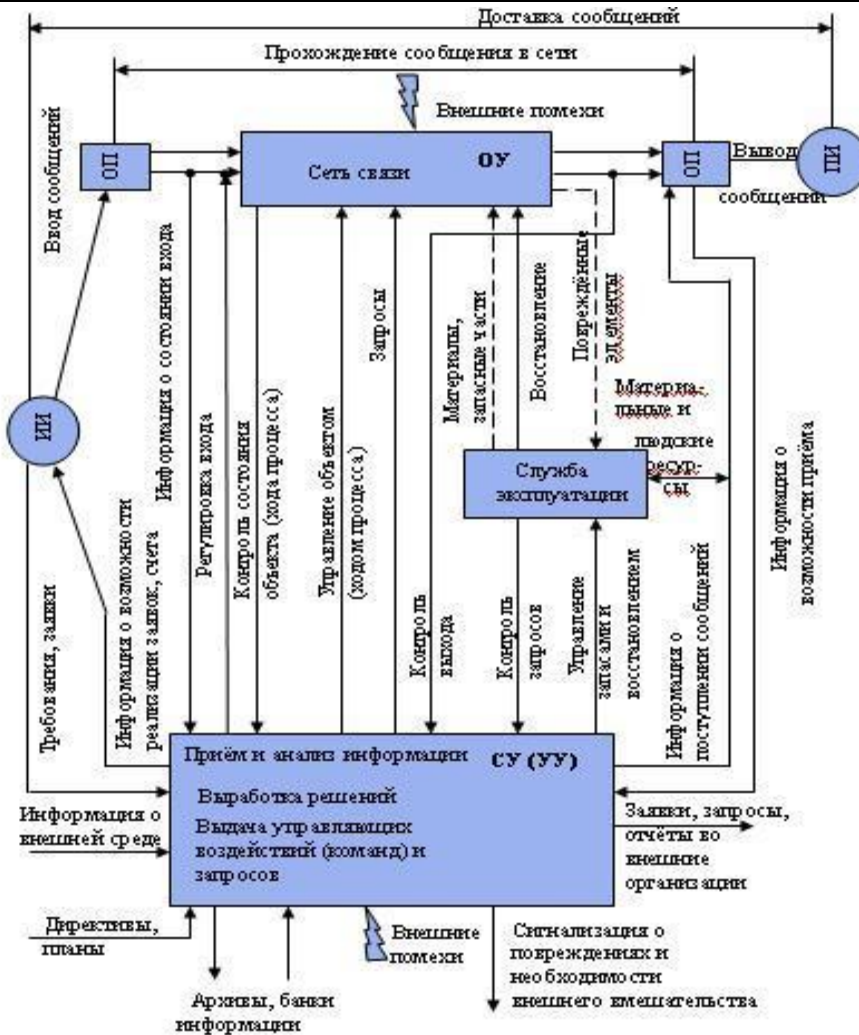 Доставка сообщений
Прохождение сообщения в сети
Внешние помехи
Ввод сообщений
ОП
Сеть связи
ОУ
ОП
Вывод
сообщений
ПИ
ИИ
Информация о состоянии входа
Регулировка входа
Контроль состояния
объекта (хода процесса)
Управление объектом
(ходом процесса)
Запросы
Материалы,
запасные части
Восстановление
Повреждённые
элементы
Материа-
льные и
людские
ресур-
сы
Служба
эксплуатации
Информация о
возможности приёма
Требования, заявки
Информация о возможности
реализации заявок, счета
Контроль
выхода
Контроль
запросов
Управление
запасами и
восстановлением
Информация о
поступлении сообщений
Приём и анализ информации
СУ (УУ)
Выработка решений
Выдача управляющих
воздействий (команд) и
запросов
Информация о
внешней среде
Заявки, запросы,
отчёты во
внешние
организации
Директивы,
планы
Внешние
помехи
Архивы, банки
информации
Сигнализация о
повреждениях и
необходимости
внешнего вмешательства